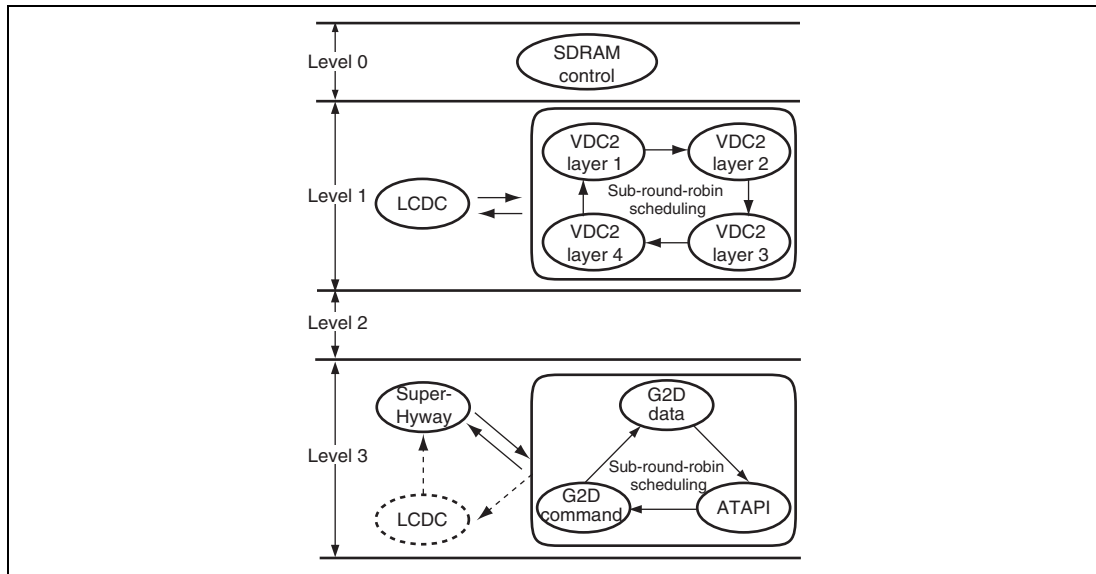 Level 0
SDRAM
control
Level 1
LCDC
VDC2
layer 1
VDC2
layer 2
Sub-round-robin
scheduling
VDC2
layer 4
VDC2
layer 3
Level 2
Level 3
Super-
Hyway
LCDC
G2D
data
Sub-round-robin
scheduling
G2D
command
ATAPI